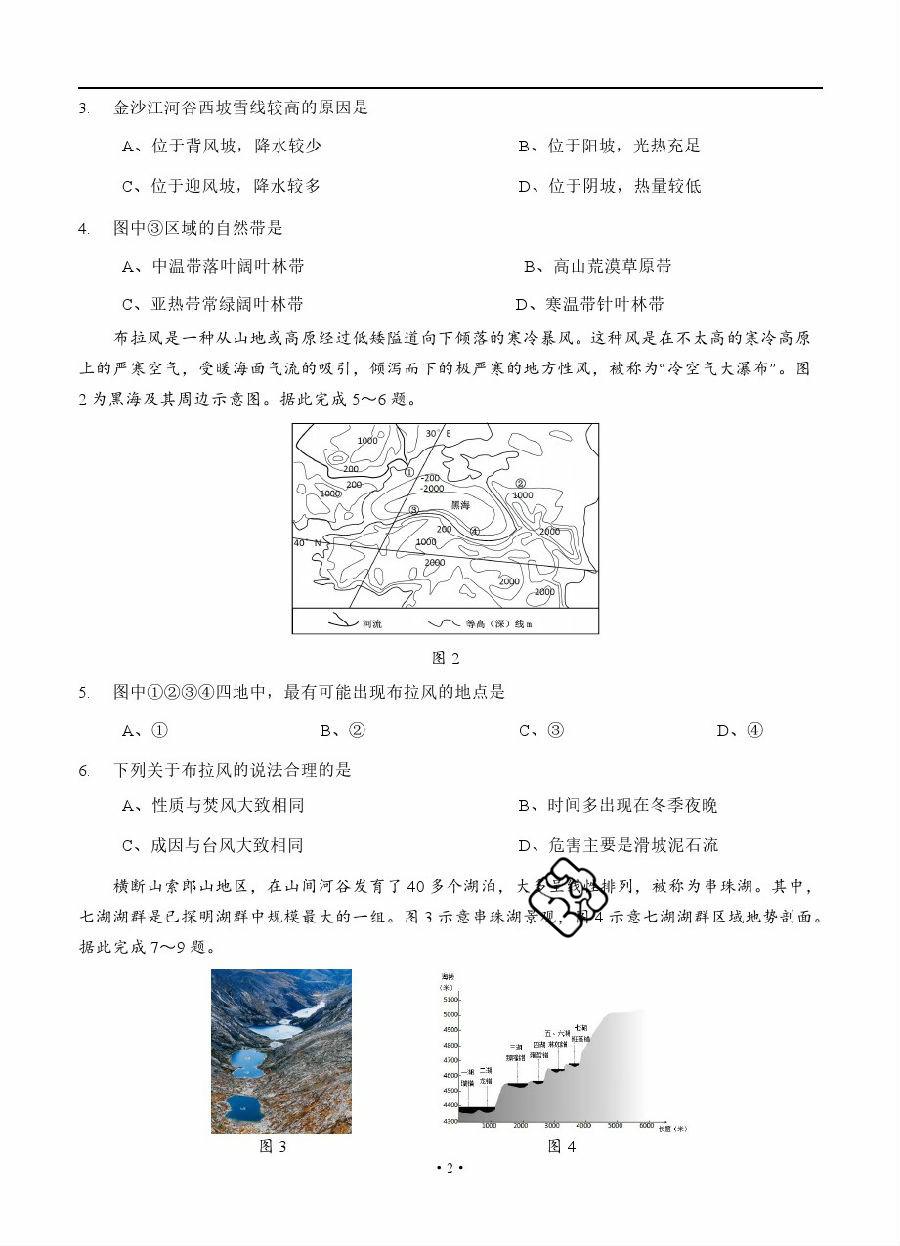 3. 金沙江河谷西坡雪线较高的原因是
A、位于背风坡，降水较少 B、位于阳坡，光热充足
C、位于迎风坡，降水较多 D、位于阴坡，热量较低
4. 图中③区域的自然带是
A、中温带落叶阔叶林带 B、高山荒漠草原带
C、亚热带常绿阔叶林带 D、寒温带针叶林带
布拉风是一种从山地或高原经过低矮隘道向下倾落的寒冷暴风。这种风是在不太高的寒冷高原
上的严寒空气，受暖海面气流的吸引，倾泻而下的极严寒的地方性风，被称为“冷空气大瀑布”。图
2 为黑海及其周边示意图。据此完成 5～6 题。
1000 30° E
200 ① -200
200 -2000 ②
1000 黑海 1000
③
200 ④ 2000
40° N 1000
2000
2000
1000
河流 等高（深）线 m
图 2
5. 图中①②③④四地中，最有可能出现布拉风的地点是
A、① B、② C、③ D、④
6. 下列关于布拉风的说法合理的是
A、性质与焚风大致相同 B、时间多出现在冬季夜晚
C、成因与台风大致相同 D、危害主要是滑坡泥石流
横断山索郎山地区，在山间河谷发育了 40 多个湖泊，大多呈线性排列，被称为串珠湖。其中，
七湖湖群是已探明湖群中规模最大的一组。图 3 示意串珠湖景观，图 4 示意七湖湖群区域地势剖面。
据此完成 7～9 题。
海拔
（米）
5100
5000
4900
4800
4700
4600
4500
4400
4300
一湖
二湖
三湖
四湖
五、六湖
七湖
1000 2000 3000 4000 5000 6000 长度（米）
图 3 图 4
· 2 ·